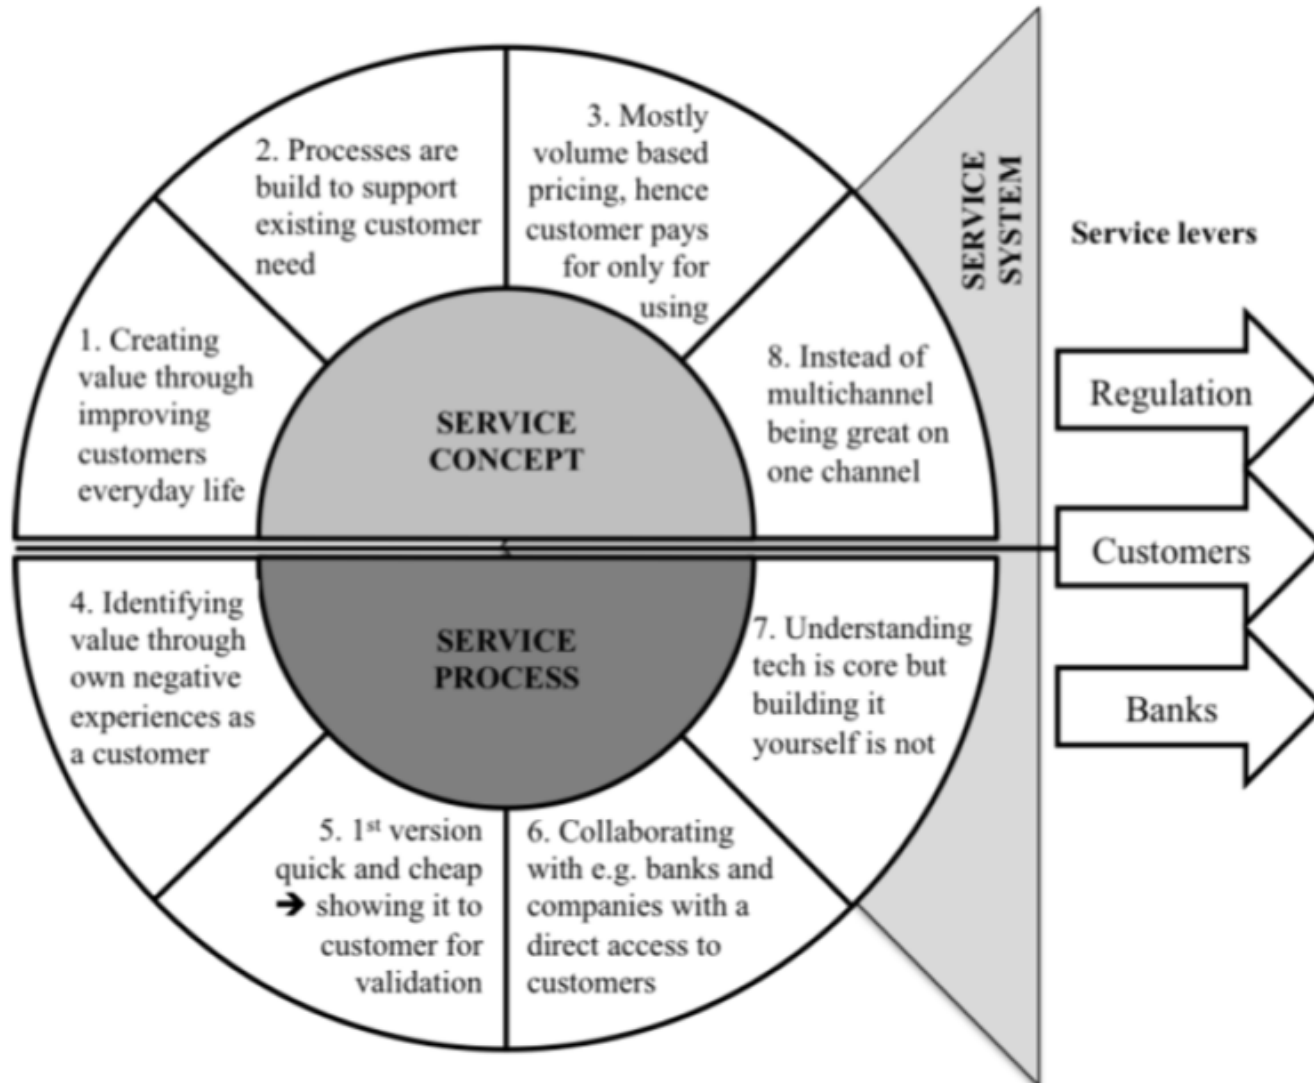 1. Creating
value through
improving
customers
everyday life
2. Processes are
build to support
existing customer
need
3. Mostly
volume based
pricing, hence
customer pays
for only for
using
8. Instead of
multichannel
being great on
one channel
SERVICE
CONCEPT
SERVICE
PROCESS
4. Identifying
value through
own negative
experiences as
a customer
5. 1st version
quick and cheap
➔ showing it to
customer for
validation
6. Collaborating
with e.g. banks and
companies with a
direct access to
customers
7. Understanding
tech is core but
building it
yourself is not
SERVICE
SYSTEM
Service levers
Regulation
Customers
Banks